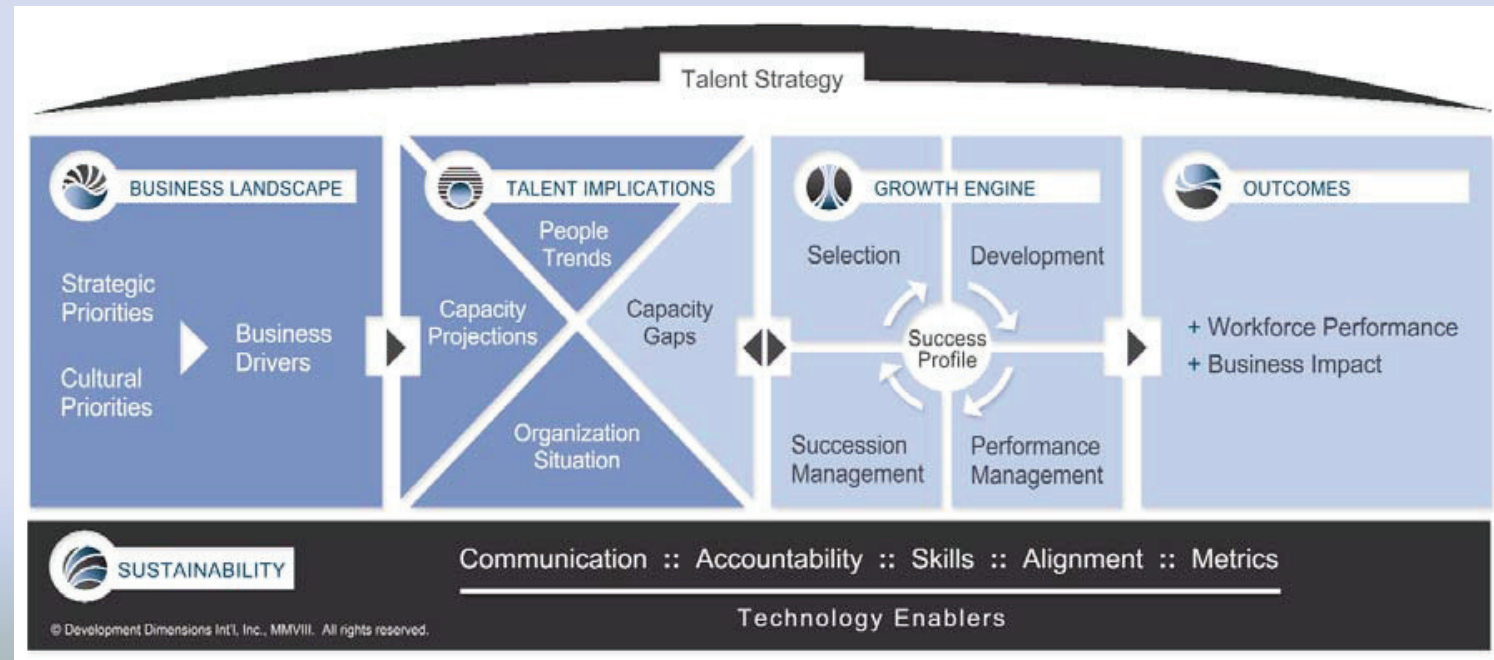 Talent Strategy
BUSINESS LANDSCAPE
Strategic
Priorities
Cultural
Priorities
Business
Drivers
TALENT IMPLICATIONS
People
Trends
Capacity
Projections
Capacity
Gaps
Organization
Situation
GROWTH ENGINE
Selection
Development
Success
Profile
Succession
Management
Performance
Management
OUTCOMES
+ Workforce Performance
+ Business Impact
SUSTAINABILITY
Communication :: Accountability :: Skills :: Alignment :: Metrics
Technology Enablers
© Development Dimensions Int'l, Inc., MMVIII. All rights reserved.